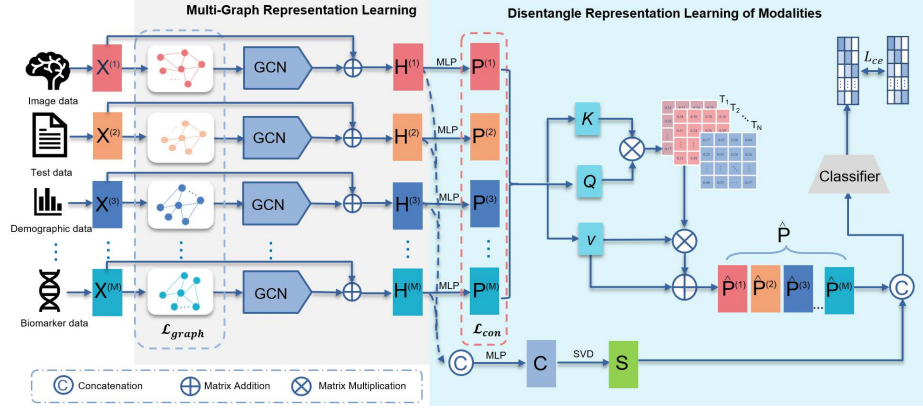 Multi-Graph Representation Learning
Disentangle Representation Learning of Modalities
Image data
X(1)
GCN
H(1)
MLP
P(1)
Test data
X(2)
GCN
H(2)
MLP
P(2)
Demographic data
X(3)
GCN
H(3)
MLP
P(3)
Biomarker data
X(M)
GCN
H(M)
MLP
P(M)
ℒgraph
ℒcon
K
Q
V
T1
T2
TN
P̂
P̂(1)
P̂(2)
P̂(3)
P̂(M)
C
MLP
C
SVD
S
C
Classifier
Lce
C Concatenation
Matrix Addition
Matrix Multiplication